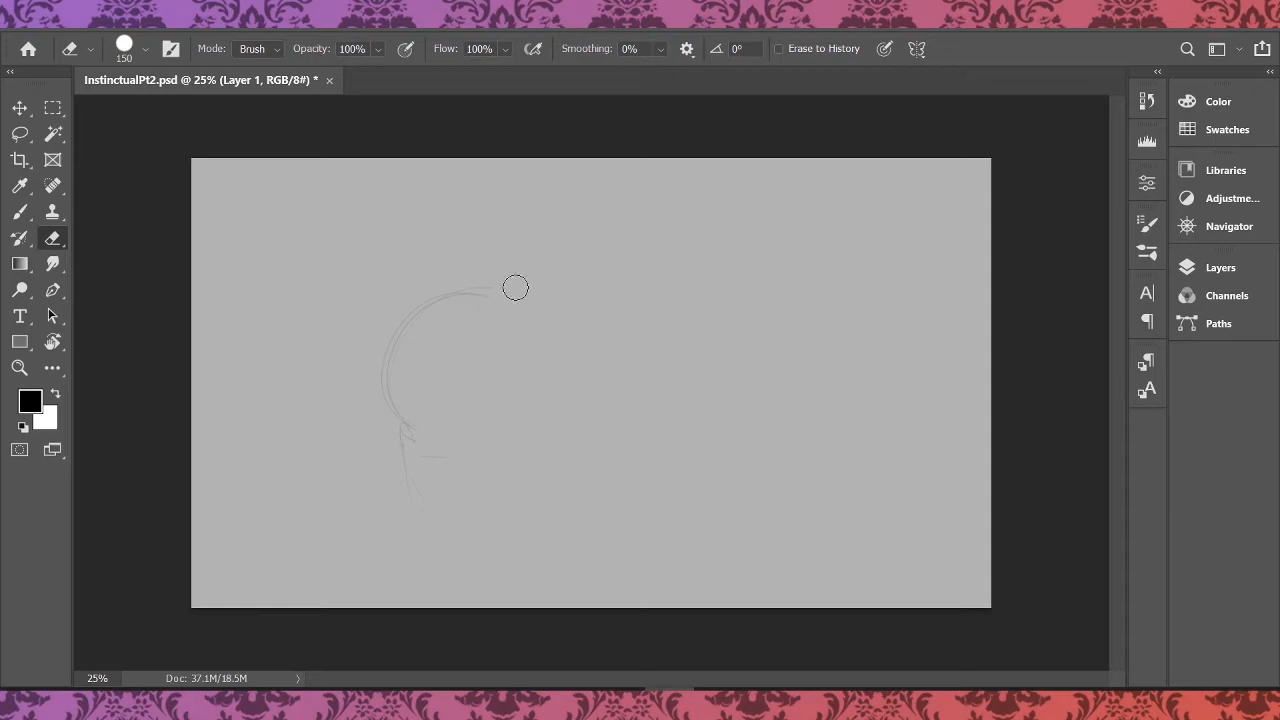 150
Mode: Brush Opacity: 100% Flow: 100% Smoothing: 0% 0° Erase to History
InstinctualPt2.psd @ 25% (Layer 1, RGB/8#) * ×
Color
Swatches
Libraries
Adjustme...
Navigator
Layers
Channels
Paths
25% Doc: 37.1M/18.5M